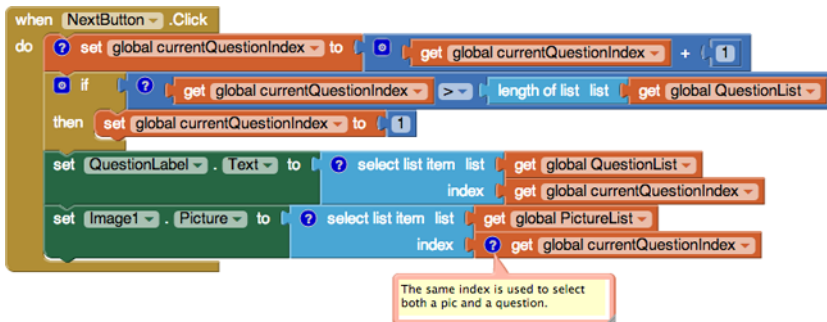 when NextButton .Click
do ? set global currentQuestionIndex to get global currentQuestionIndex + 1
if ? get global currentQuestionIndex > length of list list get global QuestionList
then set global currentQuestionIndex to 1
set QuestionLabel . Text to ? select list item list get global QuestionList
index get global currentQuestionIndex
set Image1 . Picture to ? select list item list get global PictureList
index ? get global currentQuestionIndex
The same index is used to select
both a pic and a question.